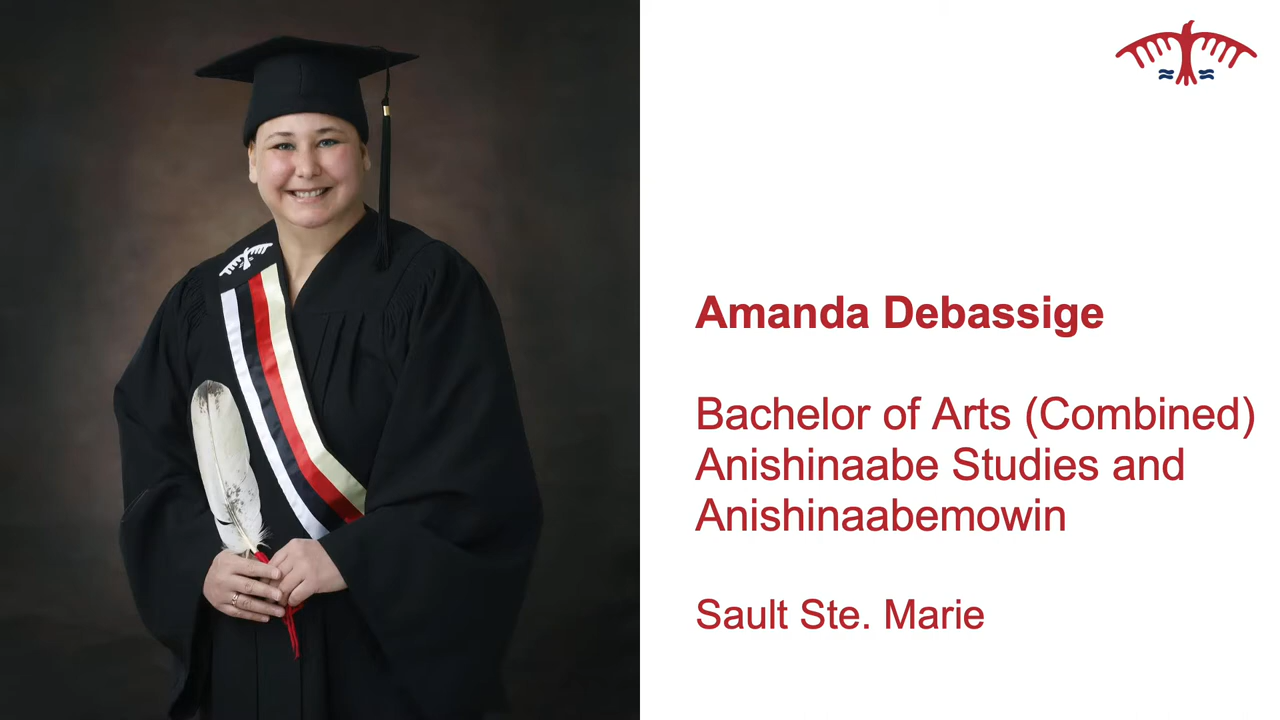 Amanda Debassige
Bachelor of Arts (Combined)
Anishinaabe Studies and
Anishinaabemowin
Sault Ste. Marie